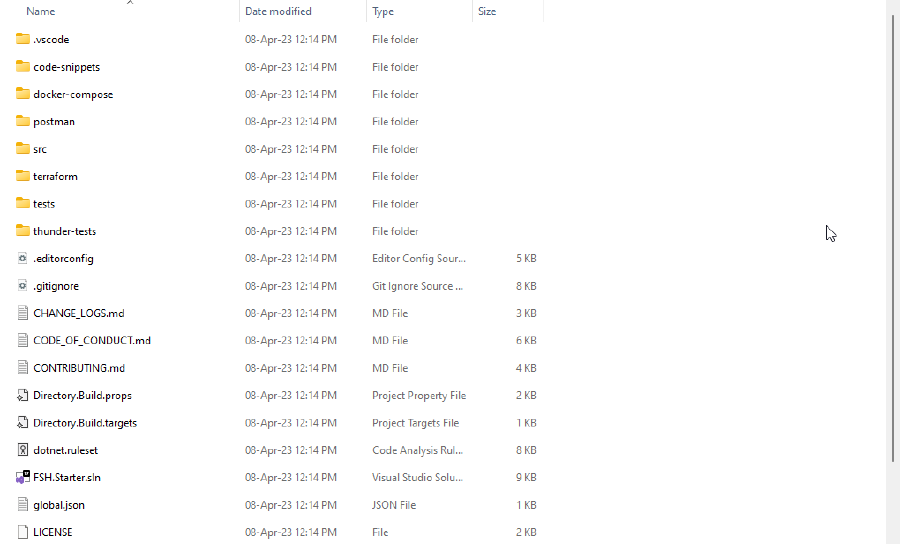 Name Date modified Type Size
.vscode 08-Apr-23 12:14 PM File folder
code-snippets 08-Apr-23 12:14 PM File folder
docker-compose 08-Apr-23 12:14 PM File folder
postman 08-Apr-23 12:14 PM File folder
src 08-Apr-23 12:14 PM File folder
terraform 08-Apr-23 12:14 PM File folder
tests 08-Apr-23 12:14 PM File folder
thunder-tests 08-Apr-23 12:14 PM File folder
.editorconfig 08-Apr-23 12:14 PM Editor Config Sour... 5 KB
.gitignore 08-Apr-23 12:14 PM Git Ignore Source ... 8 KB
CHANGE_LOGS.md 08-Apr-23 12:14 PM MD File 3 KB
CODE_OF_CONDUCT.md 08-Apr-23 12:14 PM MD File 6 KB
CONTRIBUTING.md 08-Apr-23 12:14 PM MD File 4 KB
Directory.Build.props 08-Apr-23 12:14 PM Project Property File 2 KB
Directory.Build.targets 08-Apr-23 12:14 PM Project Targets File 1 KB
dotnet.ruleset 08-Apr-23 12:14 PM Code Analysis Rul... 8 KB
FSH.Starter.sln 08-Apr-23 12:14 PM Visual Studio Solu... 9 KB
global.json 08-Apr-23 12:14 PM JSON File 1 KB
LICENSE 08-Apr-23 12:14 PM File 2 KB